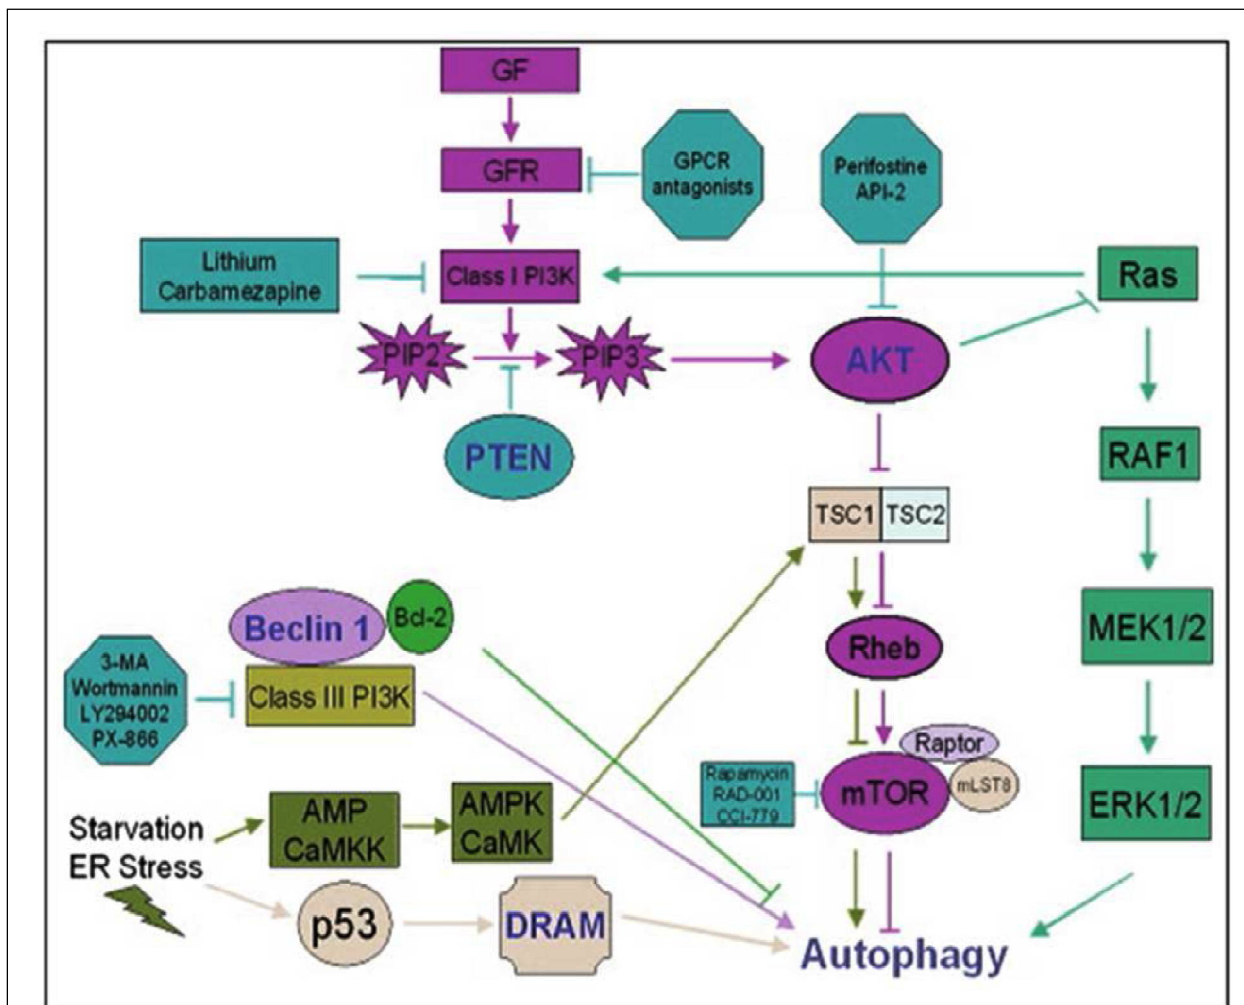 GF
GFR
GPCR
antagonists
Perifostine
API-2
Lithium
Carbamezapine
Class I PI3K
Ras
PIP2
PIP3
AKT
PTEN
RAF1
TSC1
TSC2
Beclin 1
Bcl-2
MEK1/2
Rheb
3-MA
Wortmannin
LY294002
PX-866
Class III PI3K
Raptor
Rapamycin
RAD-001
CCI-779
mTOR
mLST8
ERK1/2
Starvation
ER Stress
AMP
CaMKK
AMPK
CaMK
p53
DRAM
Autophagy